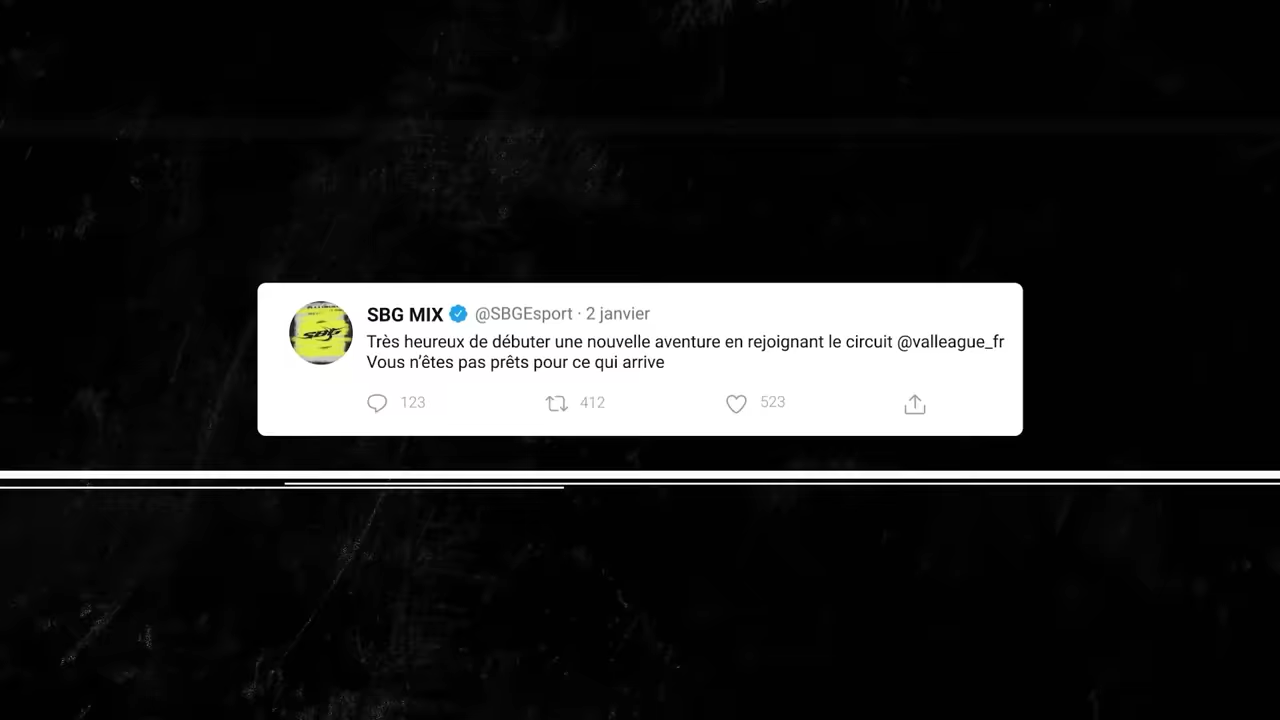 SBG MIX @SBGEsport · 2 janvier
Très heureux de débuter une nouvelle aventure en rejoignant le circuit @valleague_fr
Vous n’êtes pas prêts pour ce qui arrive
123 412 523
SBG